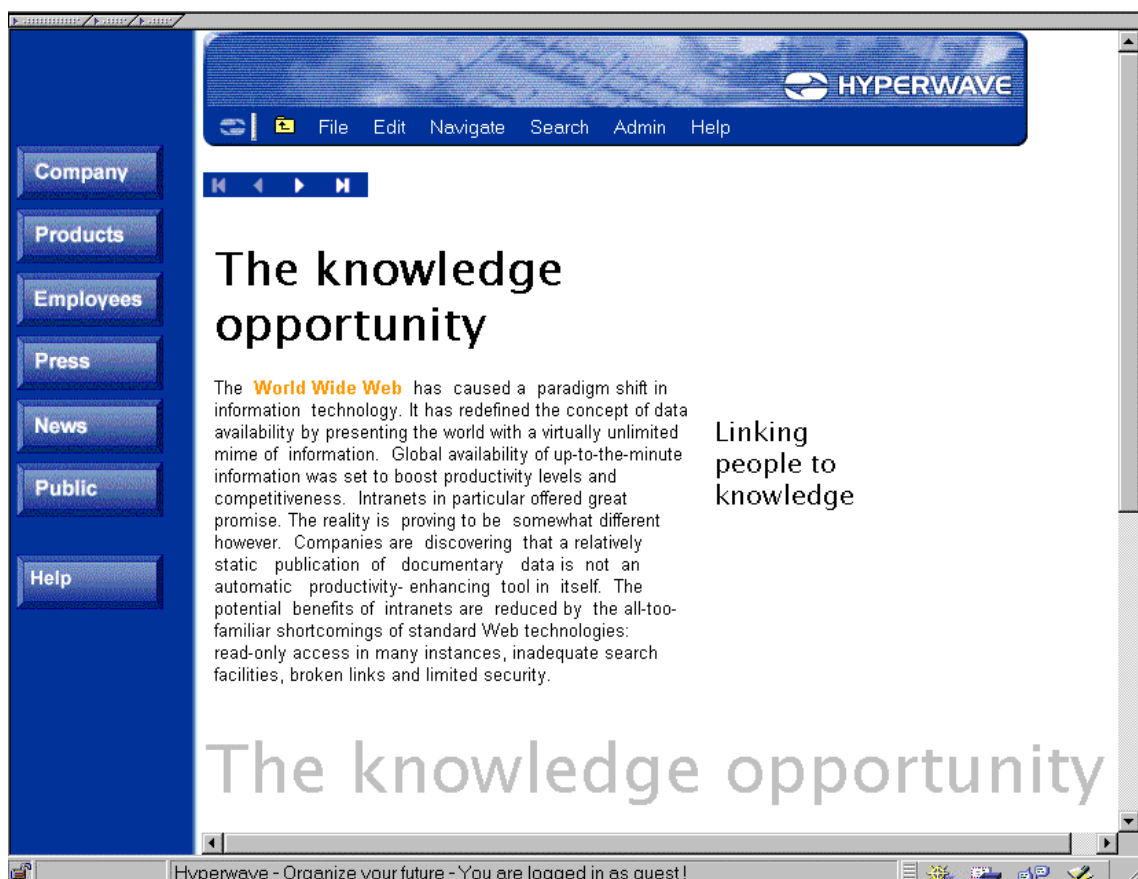 HYPERWAVE
File Edit Navigate Search Admin Help
Company
Products
Employees
Press
News
Public
Help
The knowledge
opportunity
The World Wide Web has caused a paradigm shift in
information technology. It has redefined the concept of data
availability by presenting the world with a virtually unlimited
mime of information. Global availability of up-to-the-minute
information was set to boost productivity levels and
competitiveness. Intranets in particular offered great
promise. The reality is proving to be somewhat different
however. Companies are discovering that a relatively
static publication of documentary data is not an
automatic productivity- enhancing tool in itself. The
potential benefits of intranets are reduced by the all-too-
familiar shortcomings of standard Web technologies:
read-only access in many instances, inadequate search
facilities, broken links and limited security.
Linking
people to
knowledge
The knowledge opportunity
Hyperwave - Organize your future - You are logged in as guest!